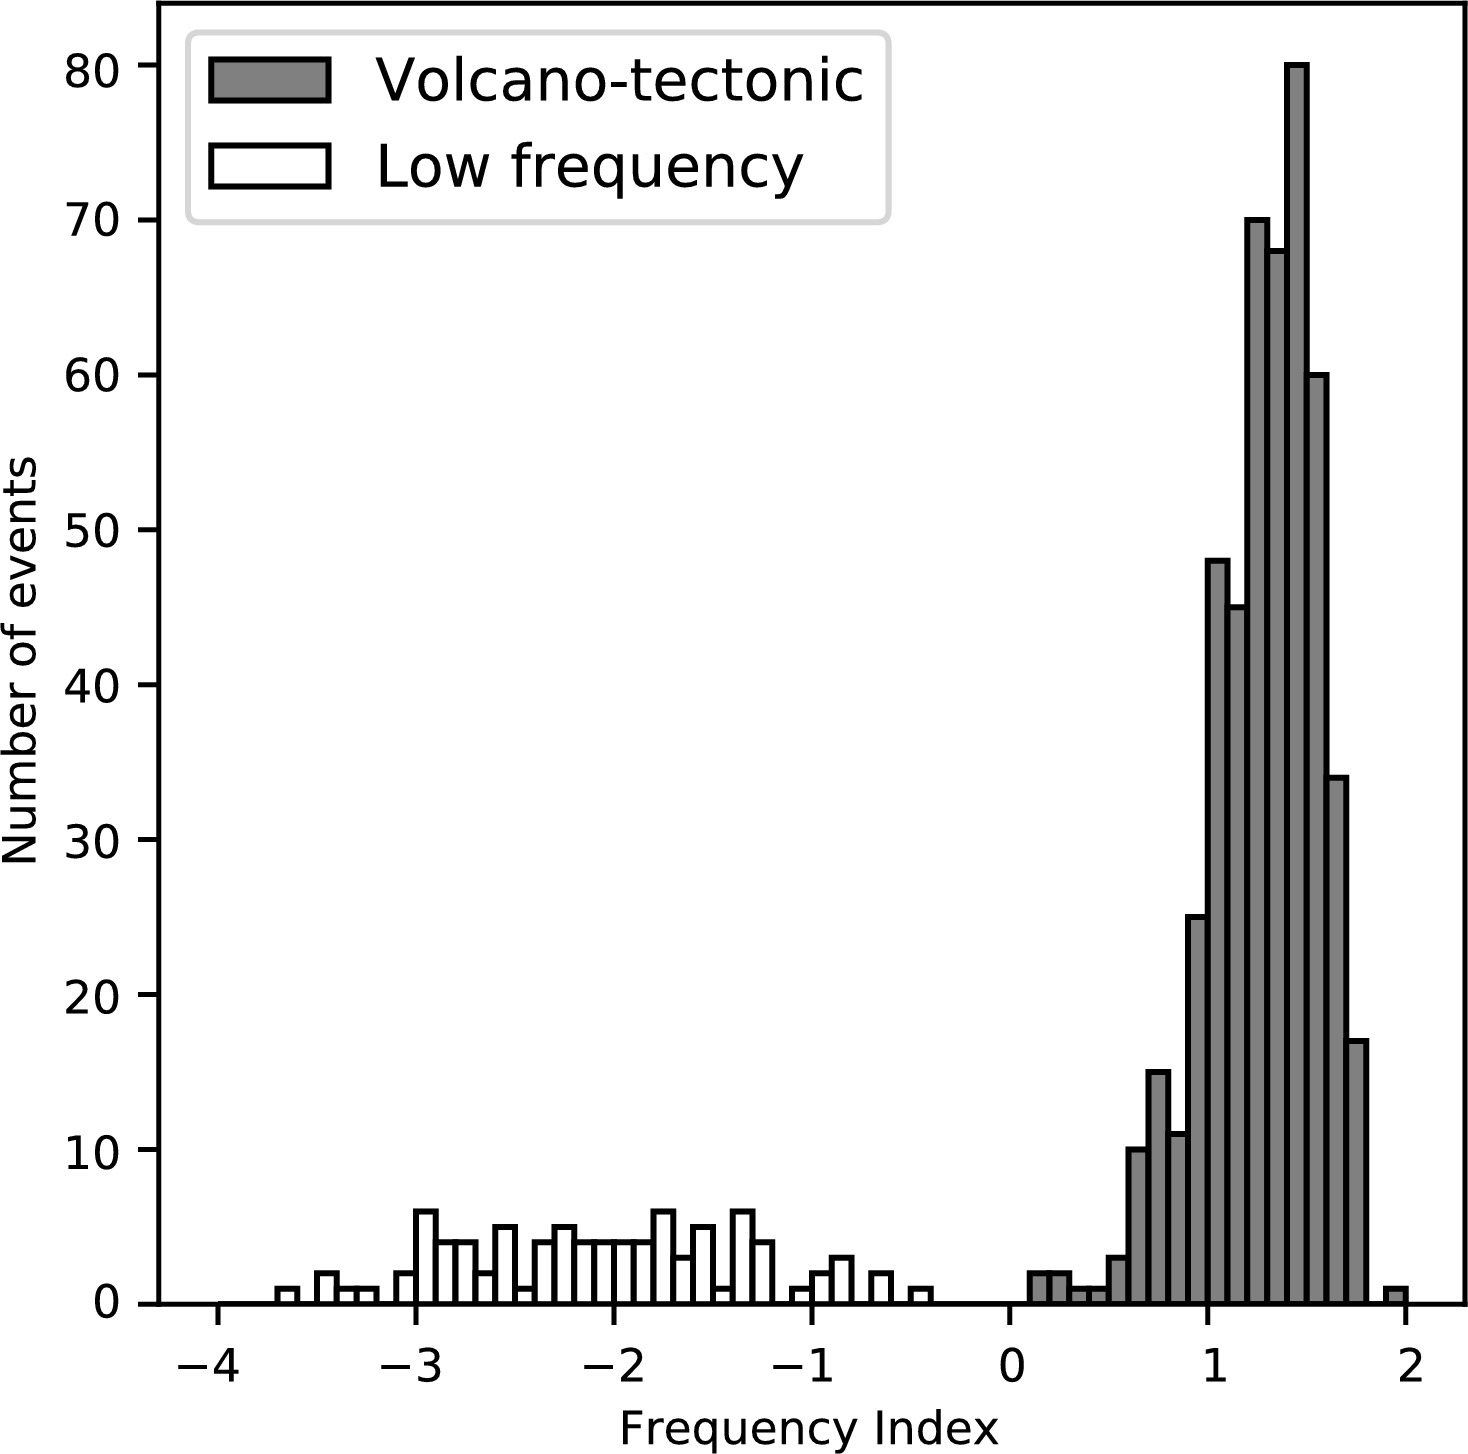 Volcano-tectonic
Low frequency
80
70
60
50
40
30
20
10
0
Number of events
−4 −3 −2 −1 0 1 2
Frequency Index